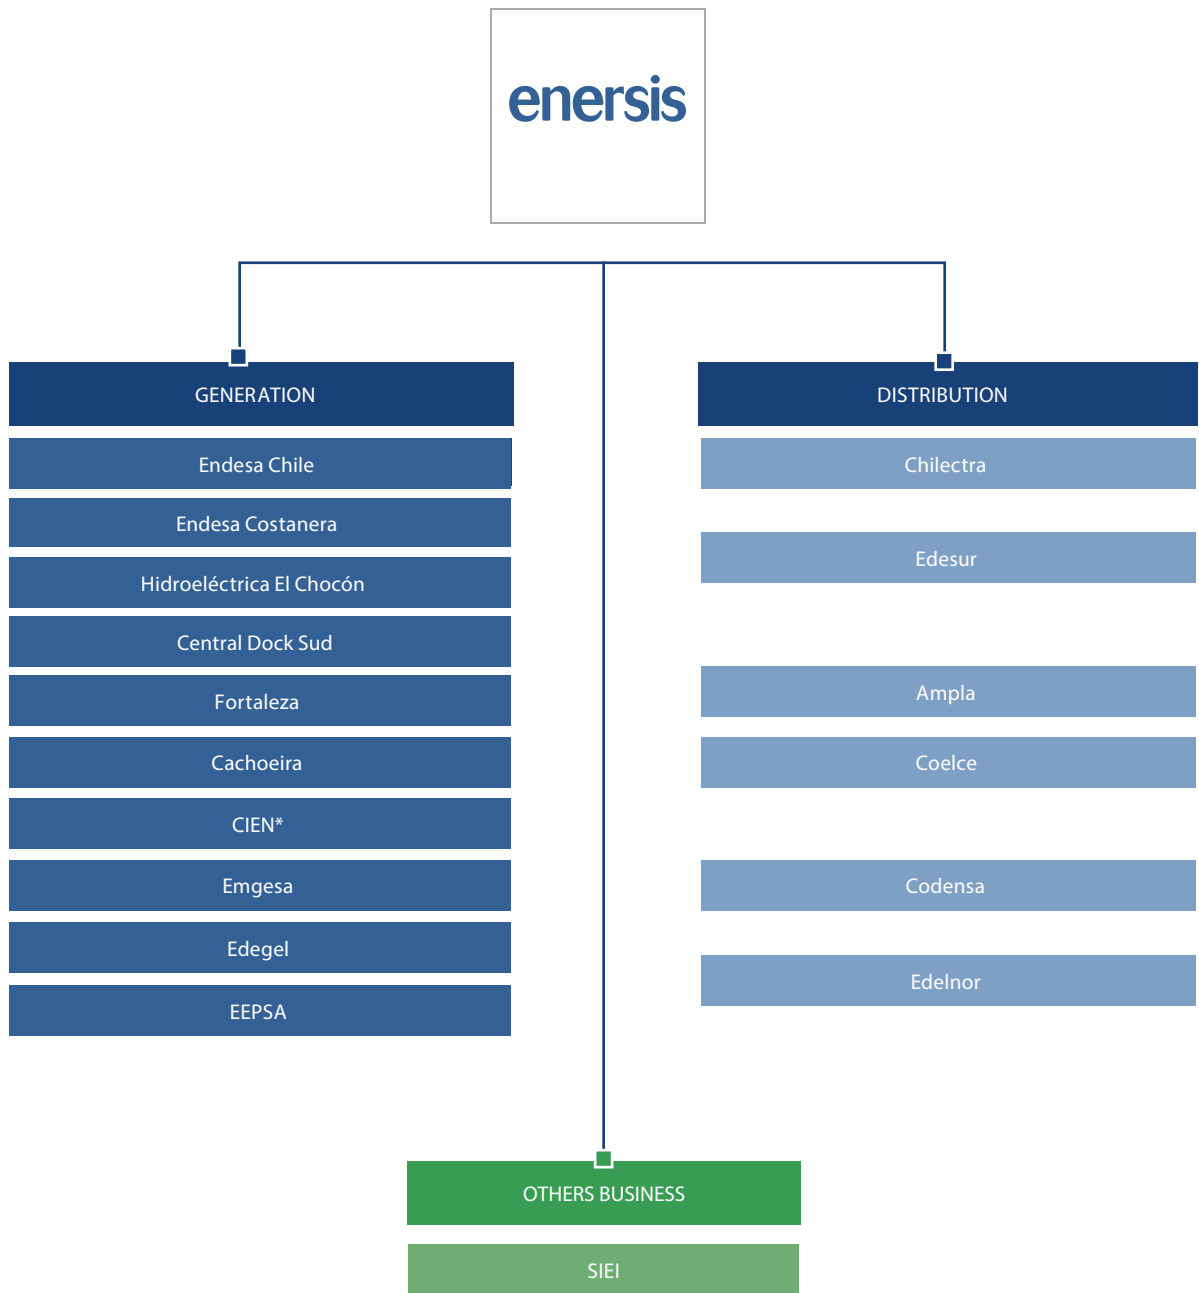 enersis
GENERATION
Endesa Chile
Endesa Costanera
Hidroeléctrica El Chocón
Central Dock Sud
Fortaleza
Cachoeira
CIEN*
Emgesa
Edegel
EEPSA
DISTRIBUTION
Chilectra
Edesur
Ampla
Coelce
Codensa
Edelnor
OTHERS BUSINESS
SIEI